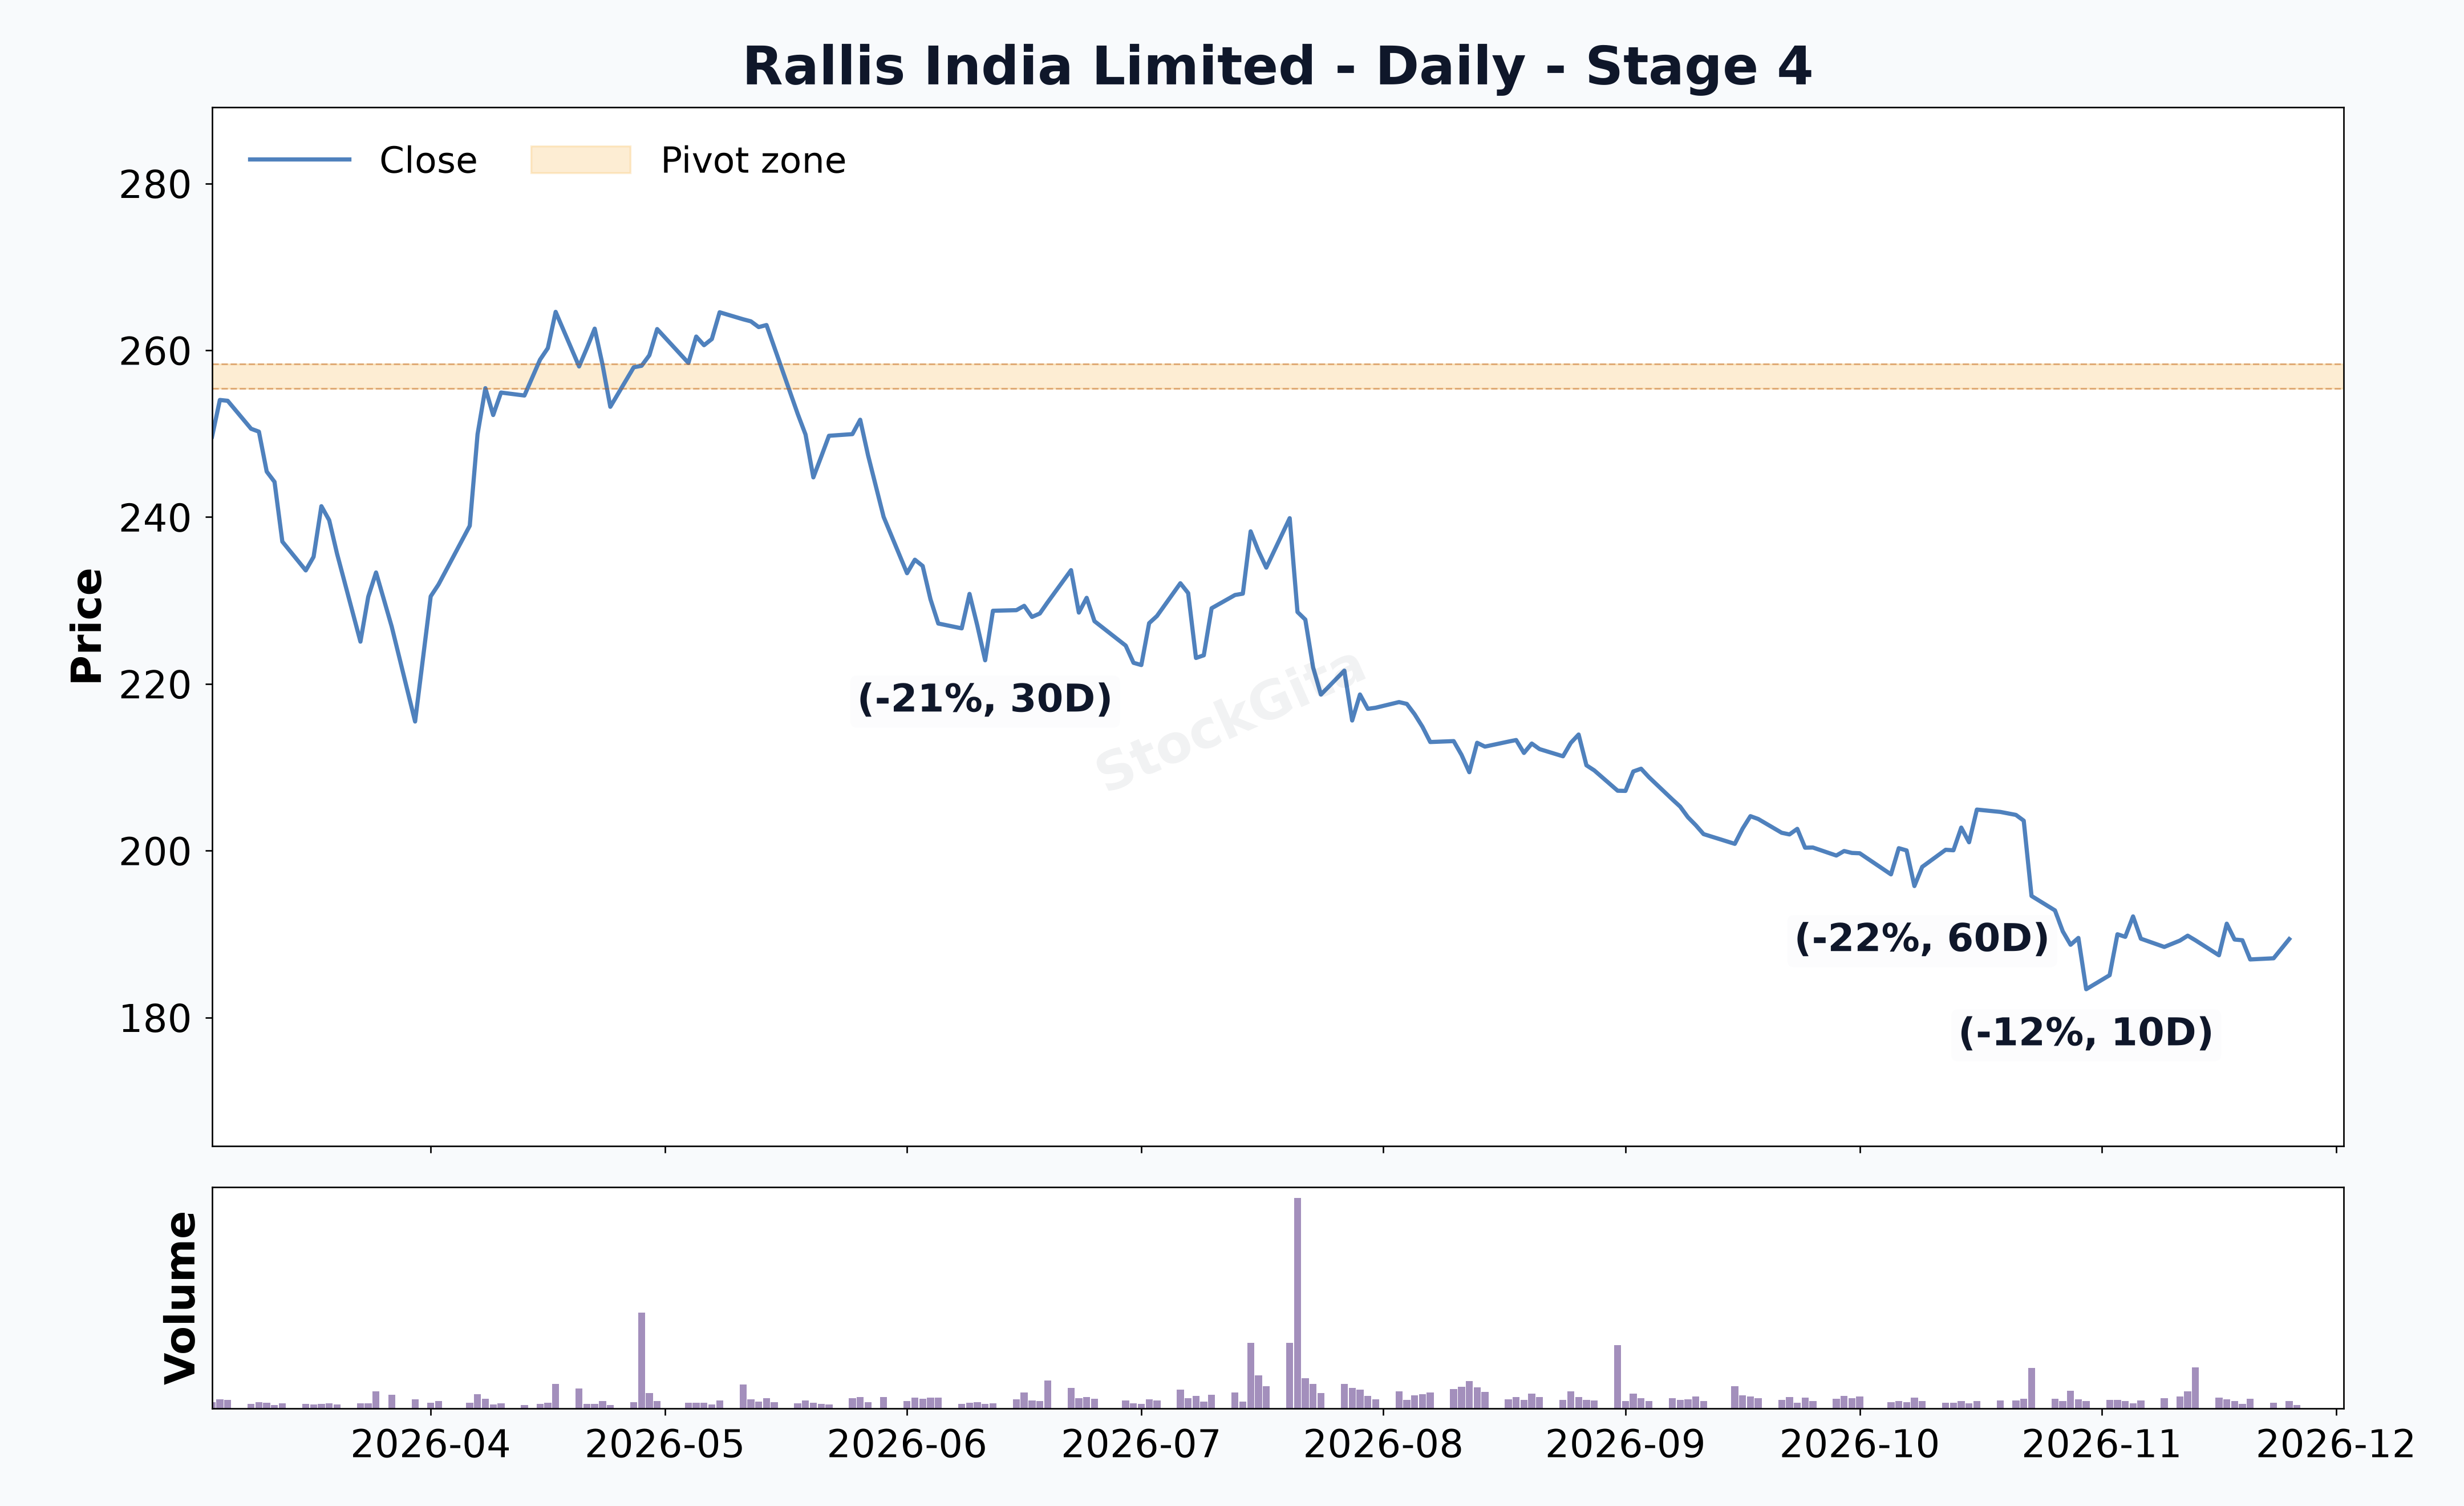 Rallis India Limited - Daily - Stage 4
Close
Pivot zone
280
260
240
220
200
180
Price
(-21%, 30D)
StockGita
(-22%, 60D)
(-12%, 10D)
Volume
2026-04
2026-05
2026-06
2026-07
2026-08
2026-09
2026-10
2026-11
2026-12